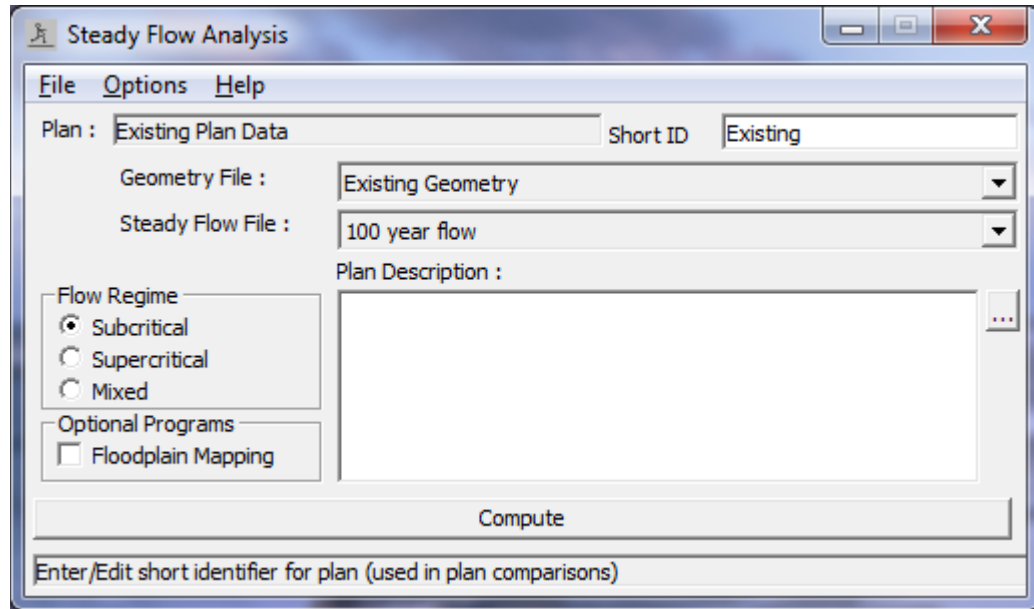 Steady Flow Analysis
File Options Help
Plan : Existing Plan Data Short ID Existing
Geometry File : Existing Geometry
Steady Flow File : 100 year flow
Plan Description :
...
Flow Regime
Subcritical
Supercritical
Mixed
Optional Programs
Floodplain Mapping
Compute
Enter/Edit short identifier for plan (used in plan comparisons)